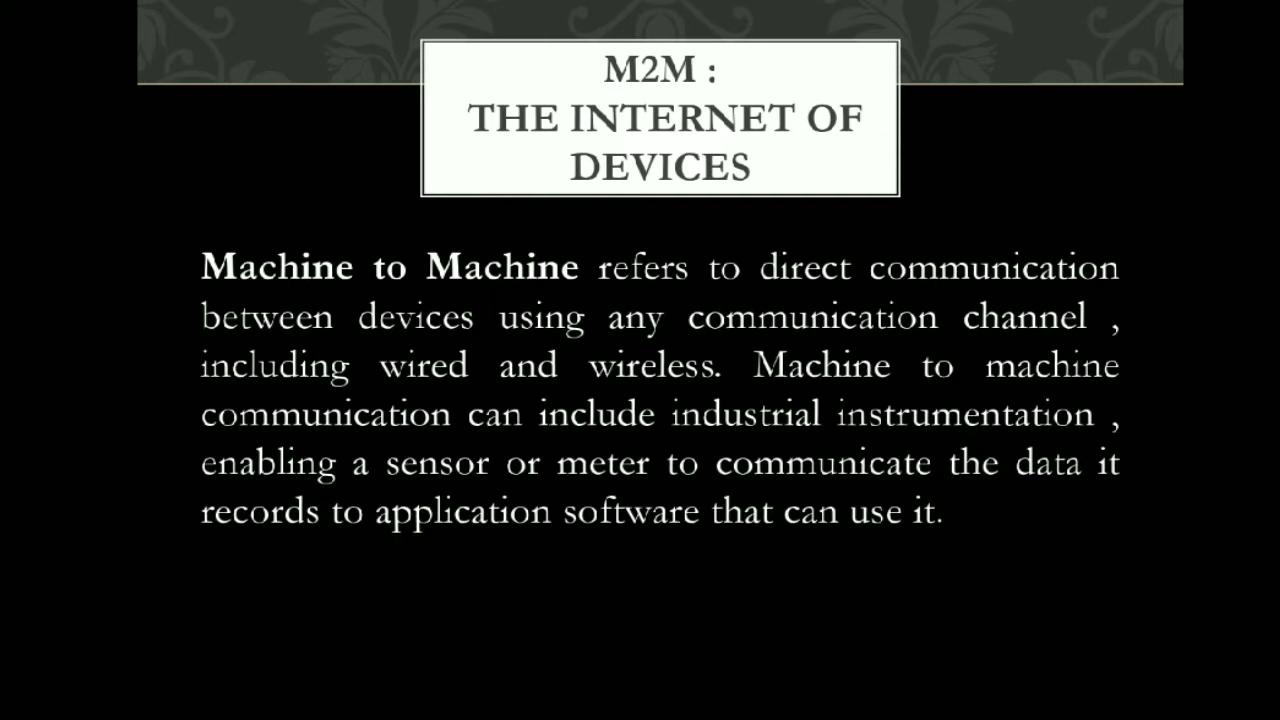 M2M :
THE INTERNET OF
DEVICES
Machine to Machine refers to direct communication
between devices using any communication channel ,
including wired and wireless. Machine to machine
communication can include industrial instrumentation ,
enabling a sensor or meter to communicate the data it
records to application software that can use it.